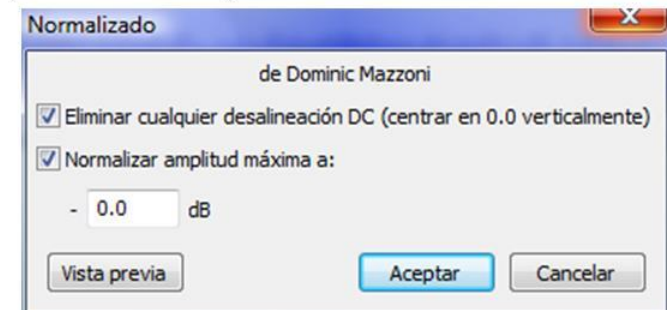 Normalizado
de Dominic Mazzoni
Eliminar cualquier desalineación DC (centrar en 0.0 verticalmente)
Normalizar amplitud máxima a:
- 0.0 dB
Vista previa Aceptar Cancelar